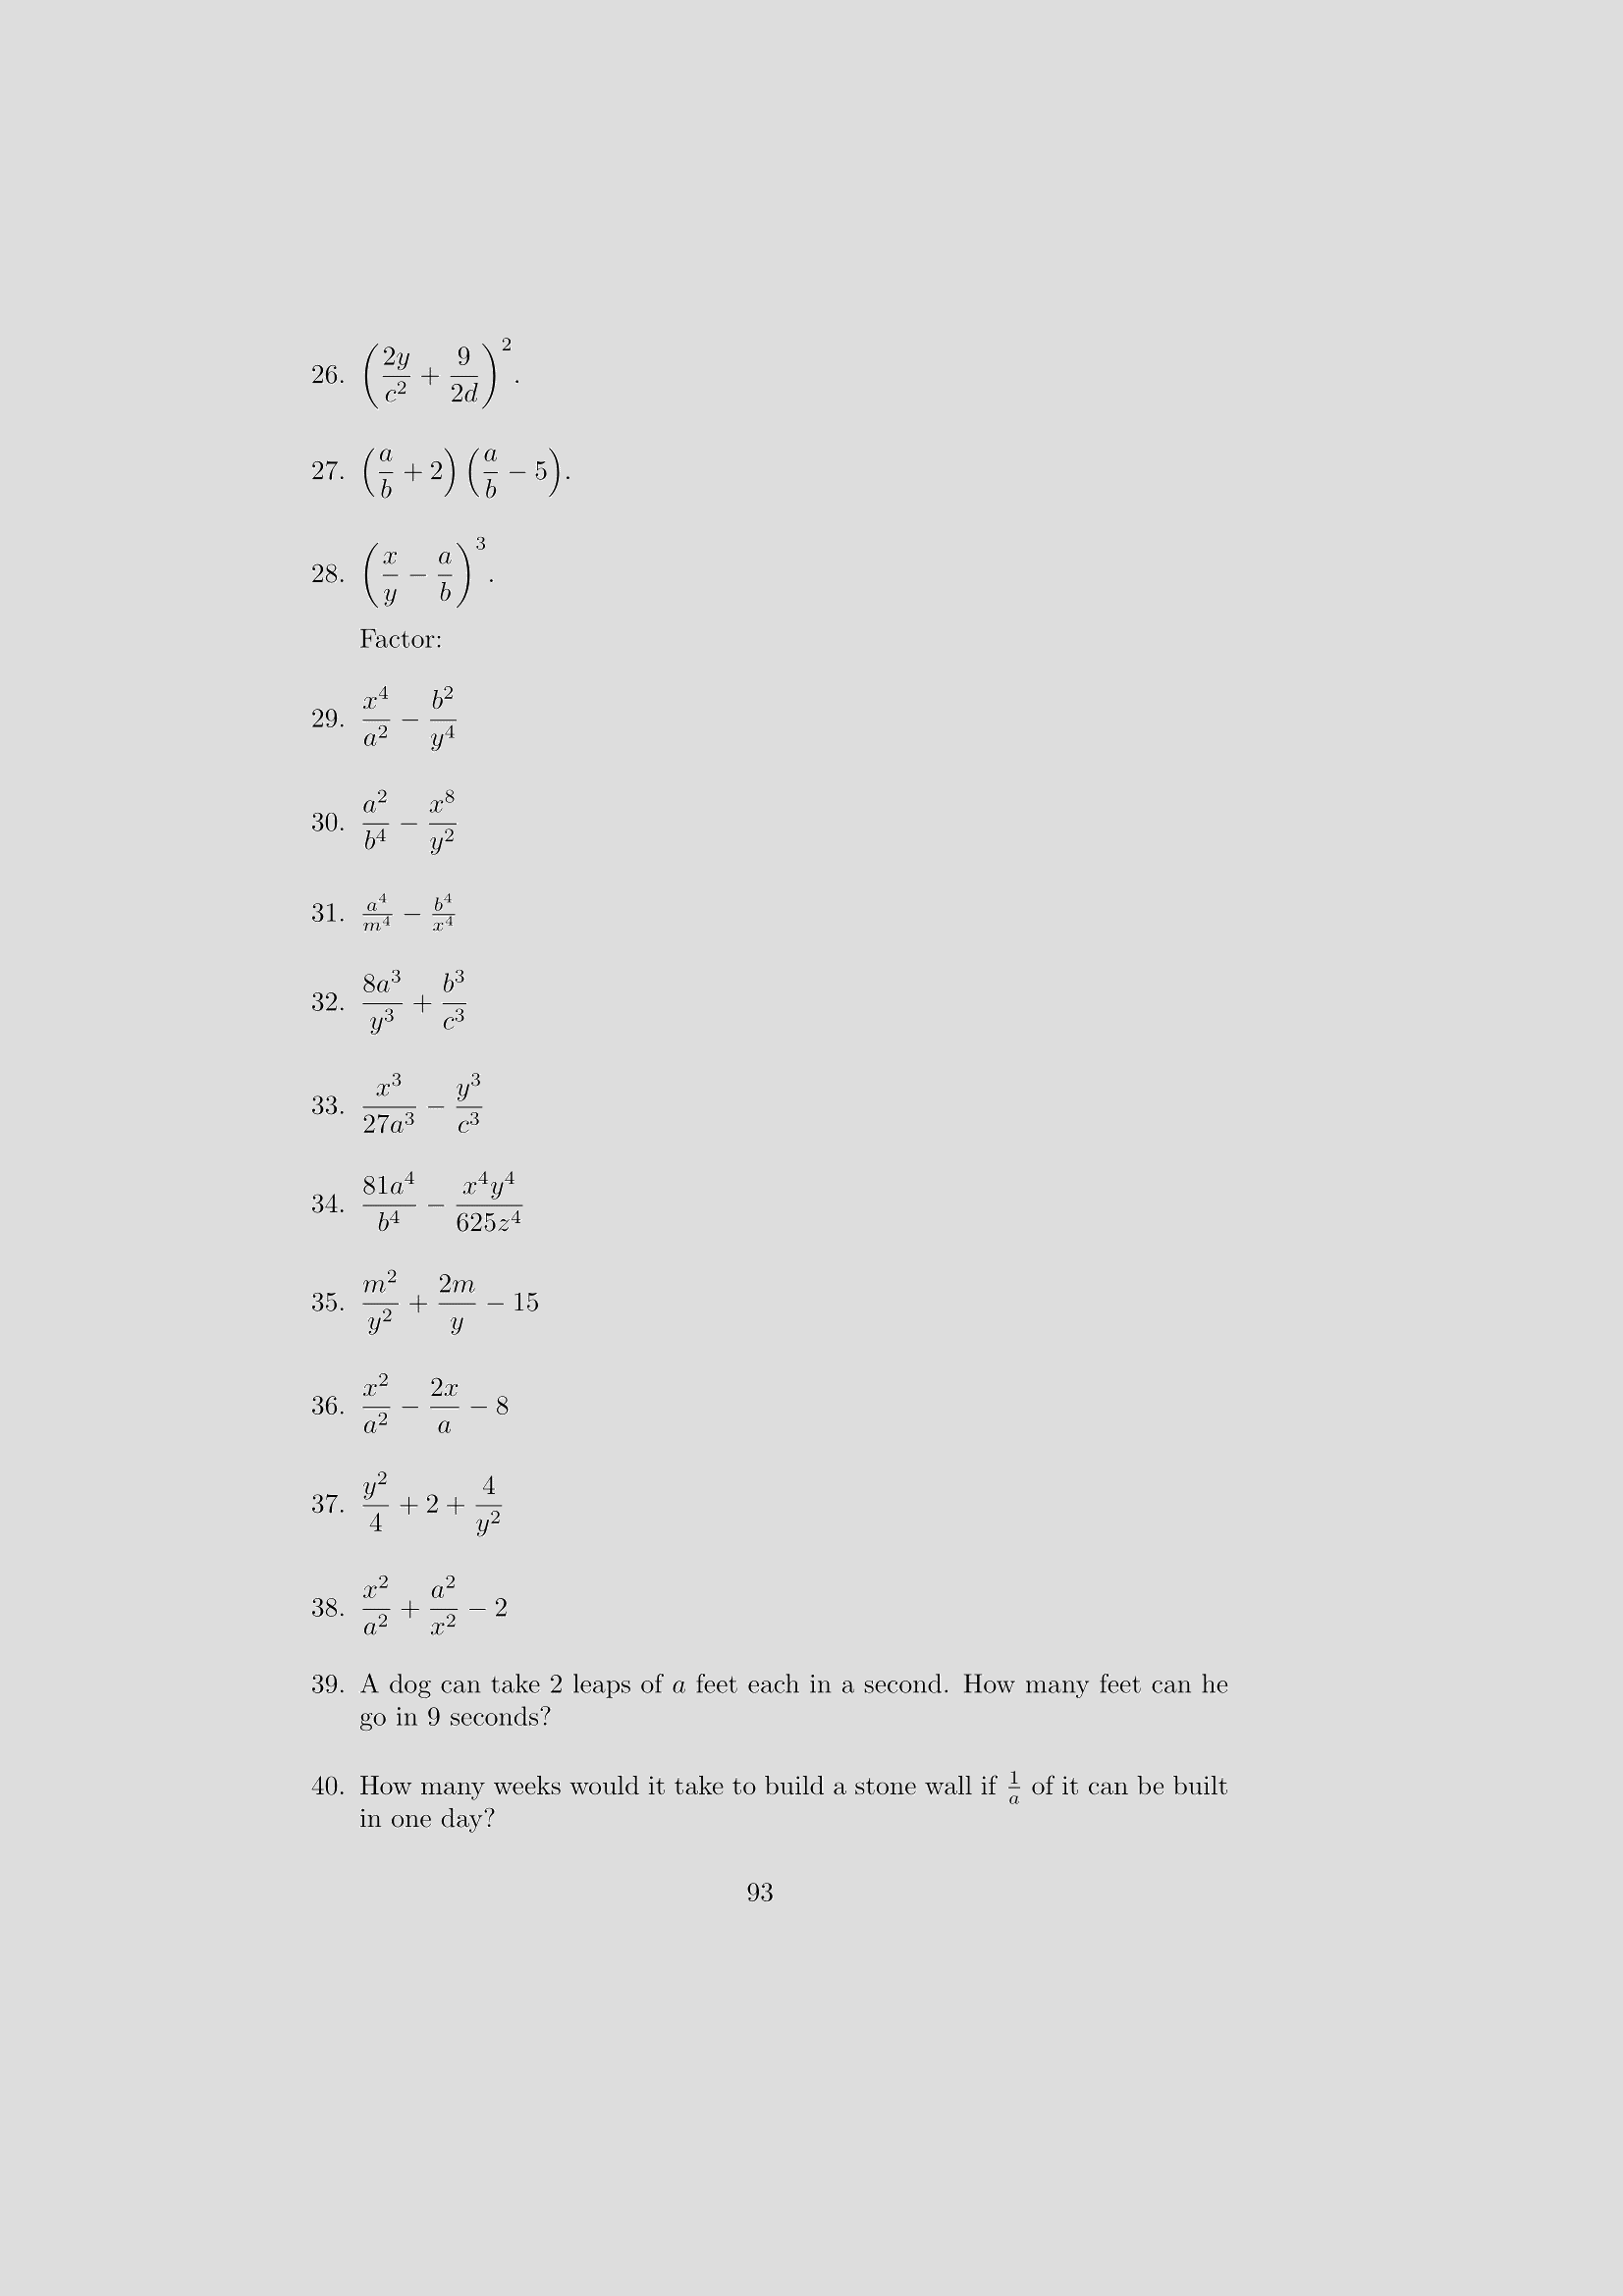 26. $\left(\frac{2y}{c^2} + \frac{9}{2d}\right)^2$.
27. $\left(\frac{a}{b} + 2\right)\left(\frac{a}{b} - 5\right)$.
28. $\left(\frac{x}{y} - \frac{a}{b}\right)^3$.
Factor:
29. $\frac{x^4}{a^2} - \frac{b^2}{y^4}$
30. $\frac{a^2}{b^4} - \frac{x^8}{y^2}$
31. $\frac{a^4}{m^4} - \frac{b^4}{x^4}$
32. $\frac{8a^3}{y^3} + \frac{b^3}{c^3}$
33. $\frac{x^3}{27a^3} - \frac{y^3}{c^3}$
34. $\frac{81a^4}{b^4} - \frac{x^4y^4}{625z^4}$
35. $\frac{m^2}{y^2} + \frac{2m}{y} - 15$
36. $\frac{x^2}{a^2} - \frac{2x}{a} - 8$
37. $\frac{y^2}{4} + 2 + \frac{4}{y^2}$
38. $\frac{x^2}{a^2} + \frac{a^2}{x^2} - 2$
39. A dog can take 2 leaps of $a$ feet each in a second. How many feet can he
go in 9 seconds?
40. How many weeks would it take to build a stone wall if $\frac{1}{a}$ of it can be built
in one day?
93